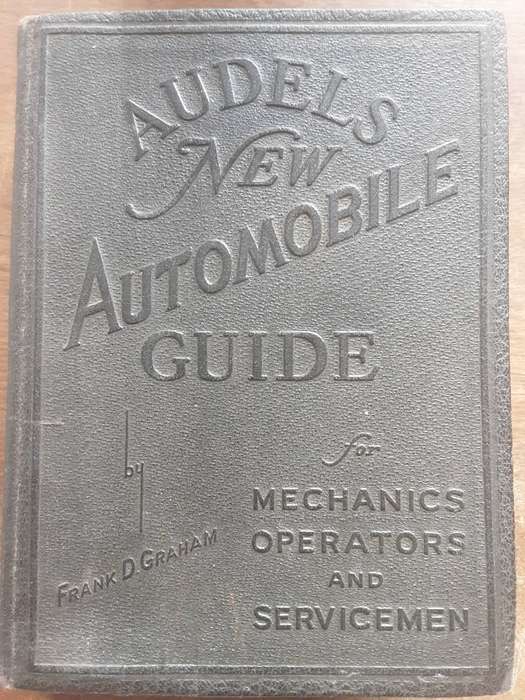 AUDELS
NEW
AUTOMOBILE
GUIDE
by
FRANK D. GRAHAM
for
MECHANICS
OPERATORS
AND
SERVICEMEN